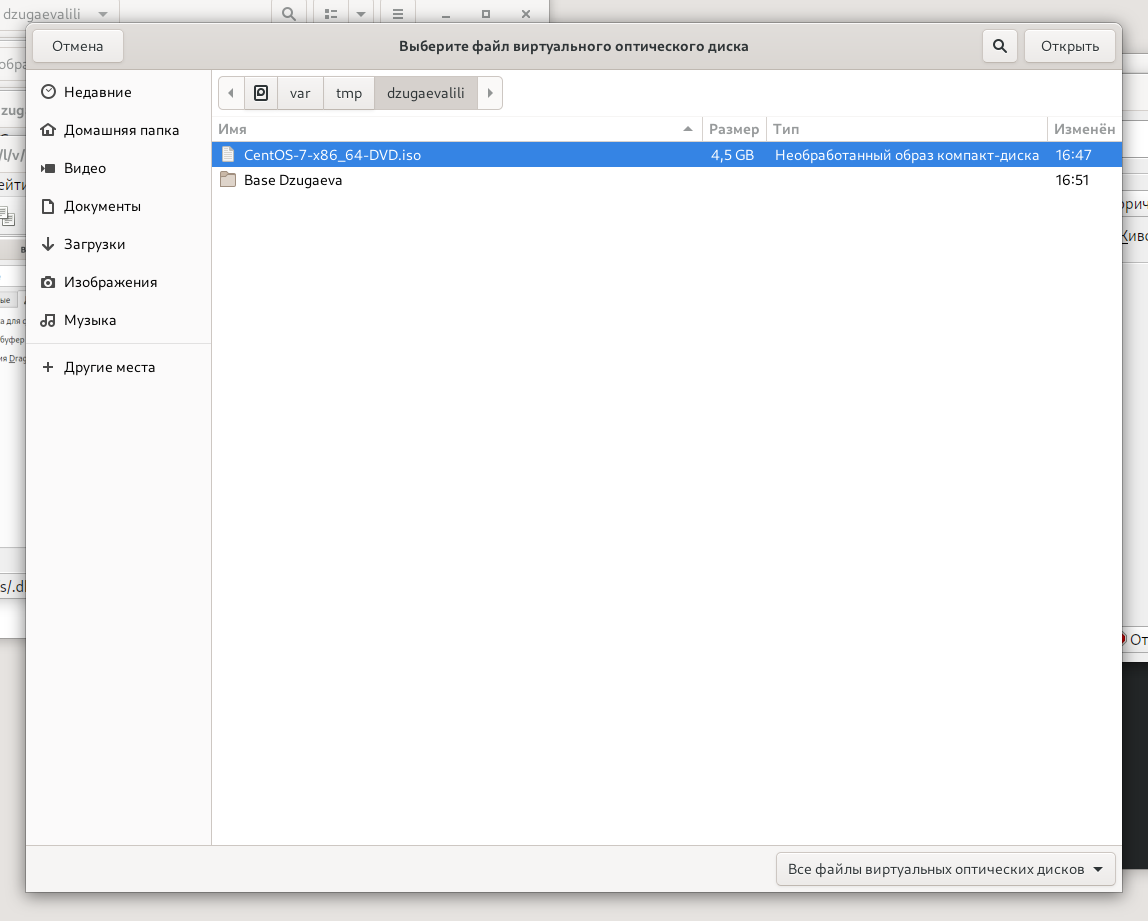 dzugaevalili
Отмена
Выберите файл виртуального оптического диска
Открыть
Недавние
Домашняя папка
Видео
Документы
Загрузки
Изображения
Музыка
Другие места
var tmp dzugaevalili
Имя Размер Тип Изменён
CentOS-7-x86_64-DVD.iso 4,5 GB Необработанный образ компакт-диска 16:47
Base Dzugaeva 16:51
Все файлы виртуальных оптических дисков